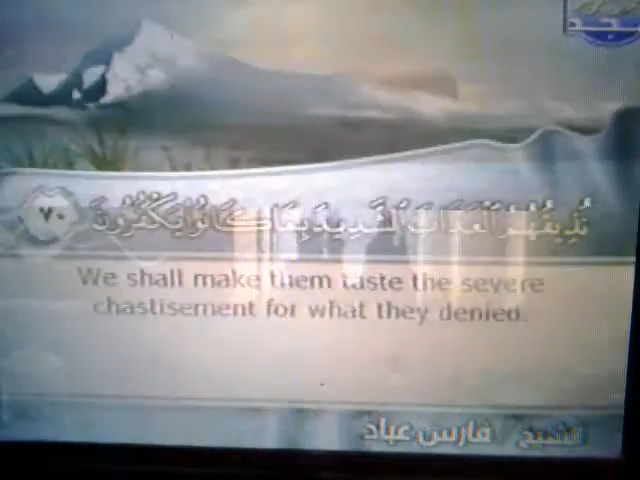 مجد
نُذِيقُهُمُ الْعَذَابَ الشَّدِيدَ بِمَا كَانُوا يَكْفُرُونَ ٧٠
We shall make them taste the severe
chastisement for what they denied.
الشيخ / فارس عباد